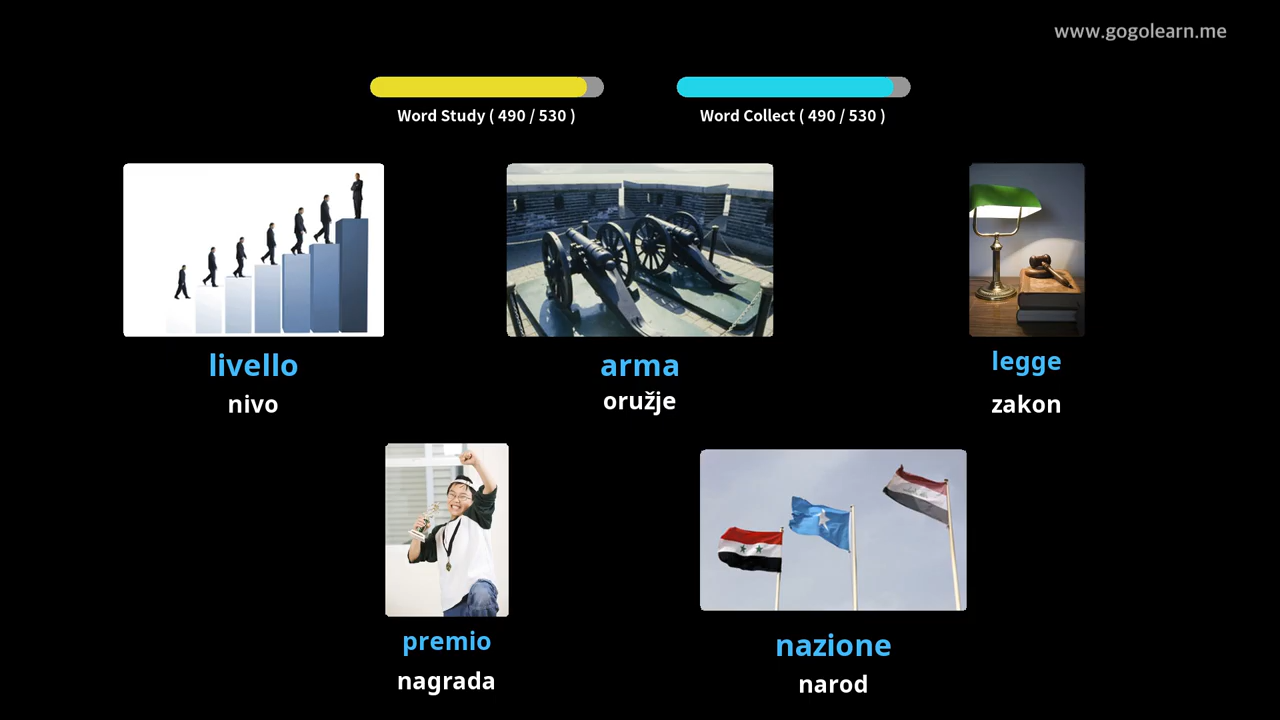 www.gogolearn.me
Word Study ( 490 / 530 )
Word Collect ( 490 / 530 )
livello
nivo
arma
oružje
legge
zakon
premio
nagrada
nazione
narod